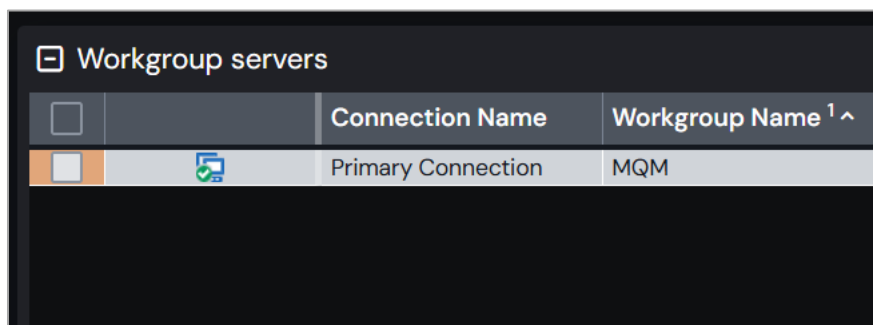 Workgroup servers
Connection Name Workgroup Name 1
Primary Connection MQM